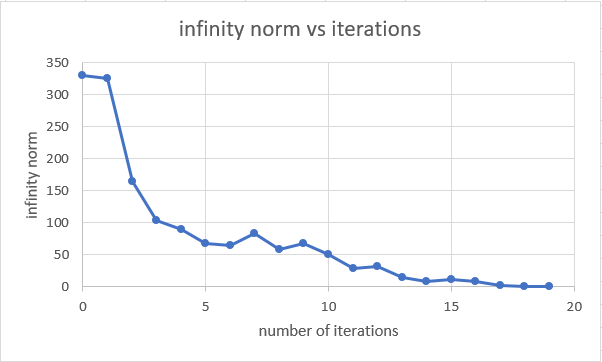 infinity norm vs iterations
350
300
250
200
150
100
50
0
infinity norm
0 5 10 15 20
number of iterations